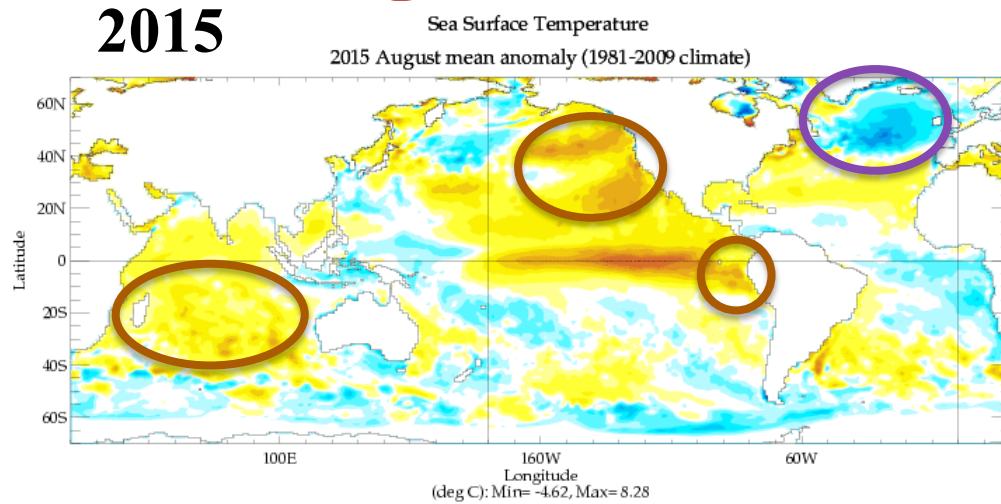 2015
Sea Surface Temperature
2015 August mean anomaly (1981-2009 climate)
60N
40N
20N
0
20S
40S
60S
Latitude
100E
160W
60W
Longitude
(deg C): Min= -4.62, Max= 8.28